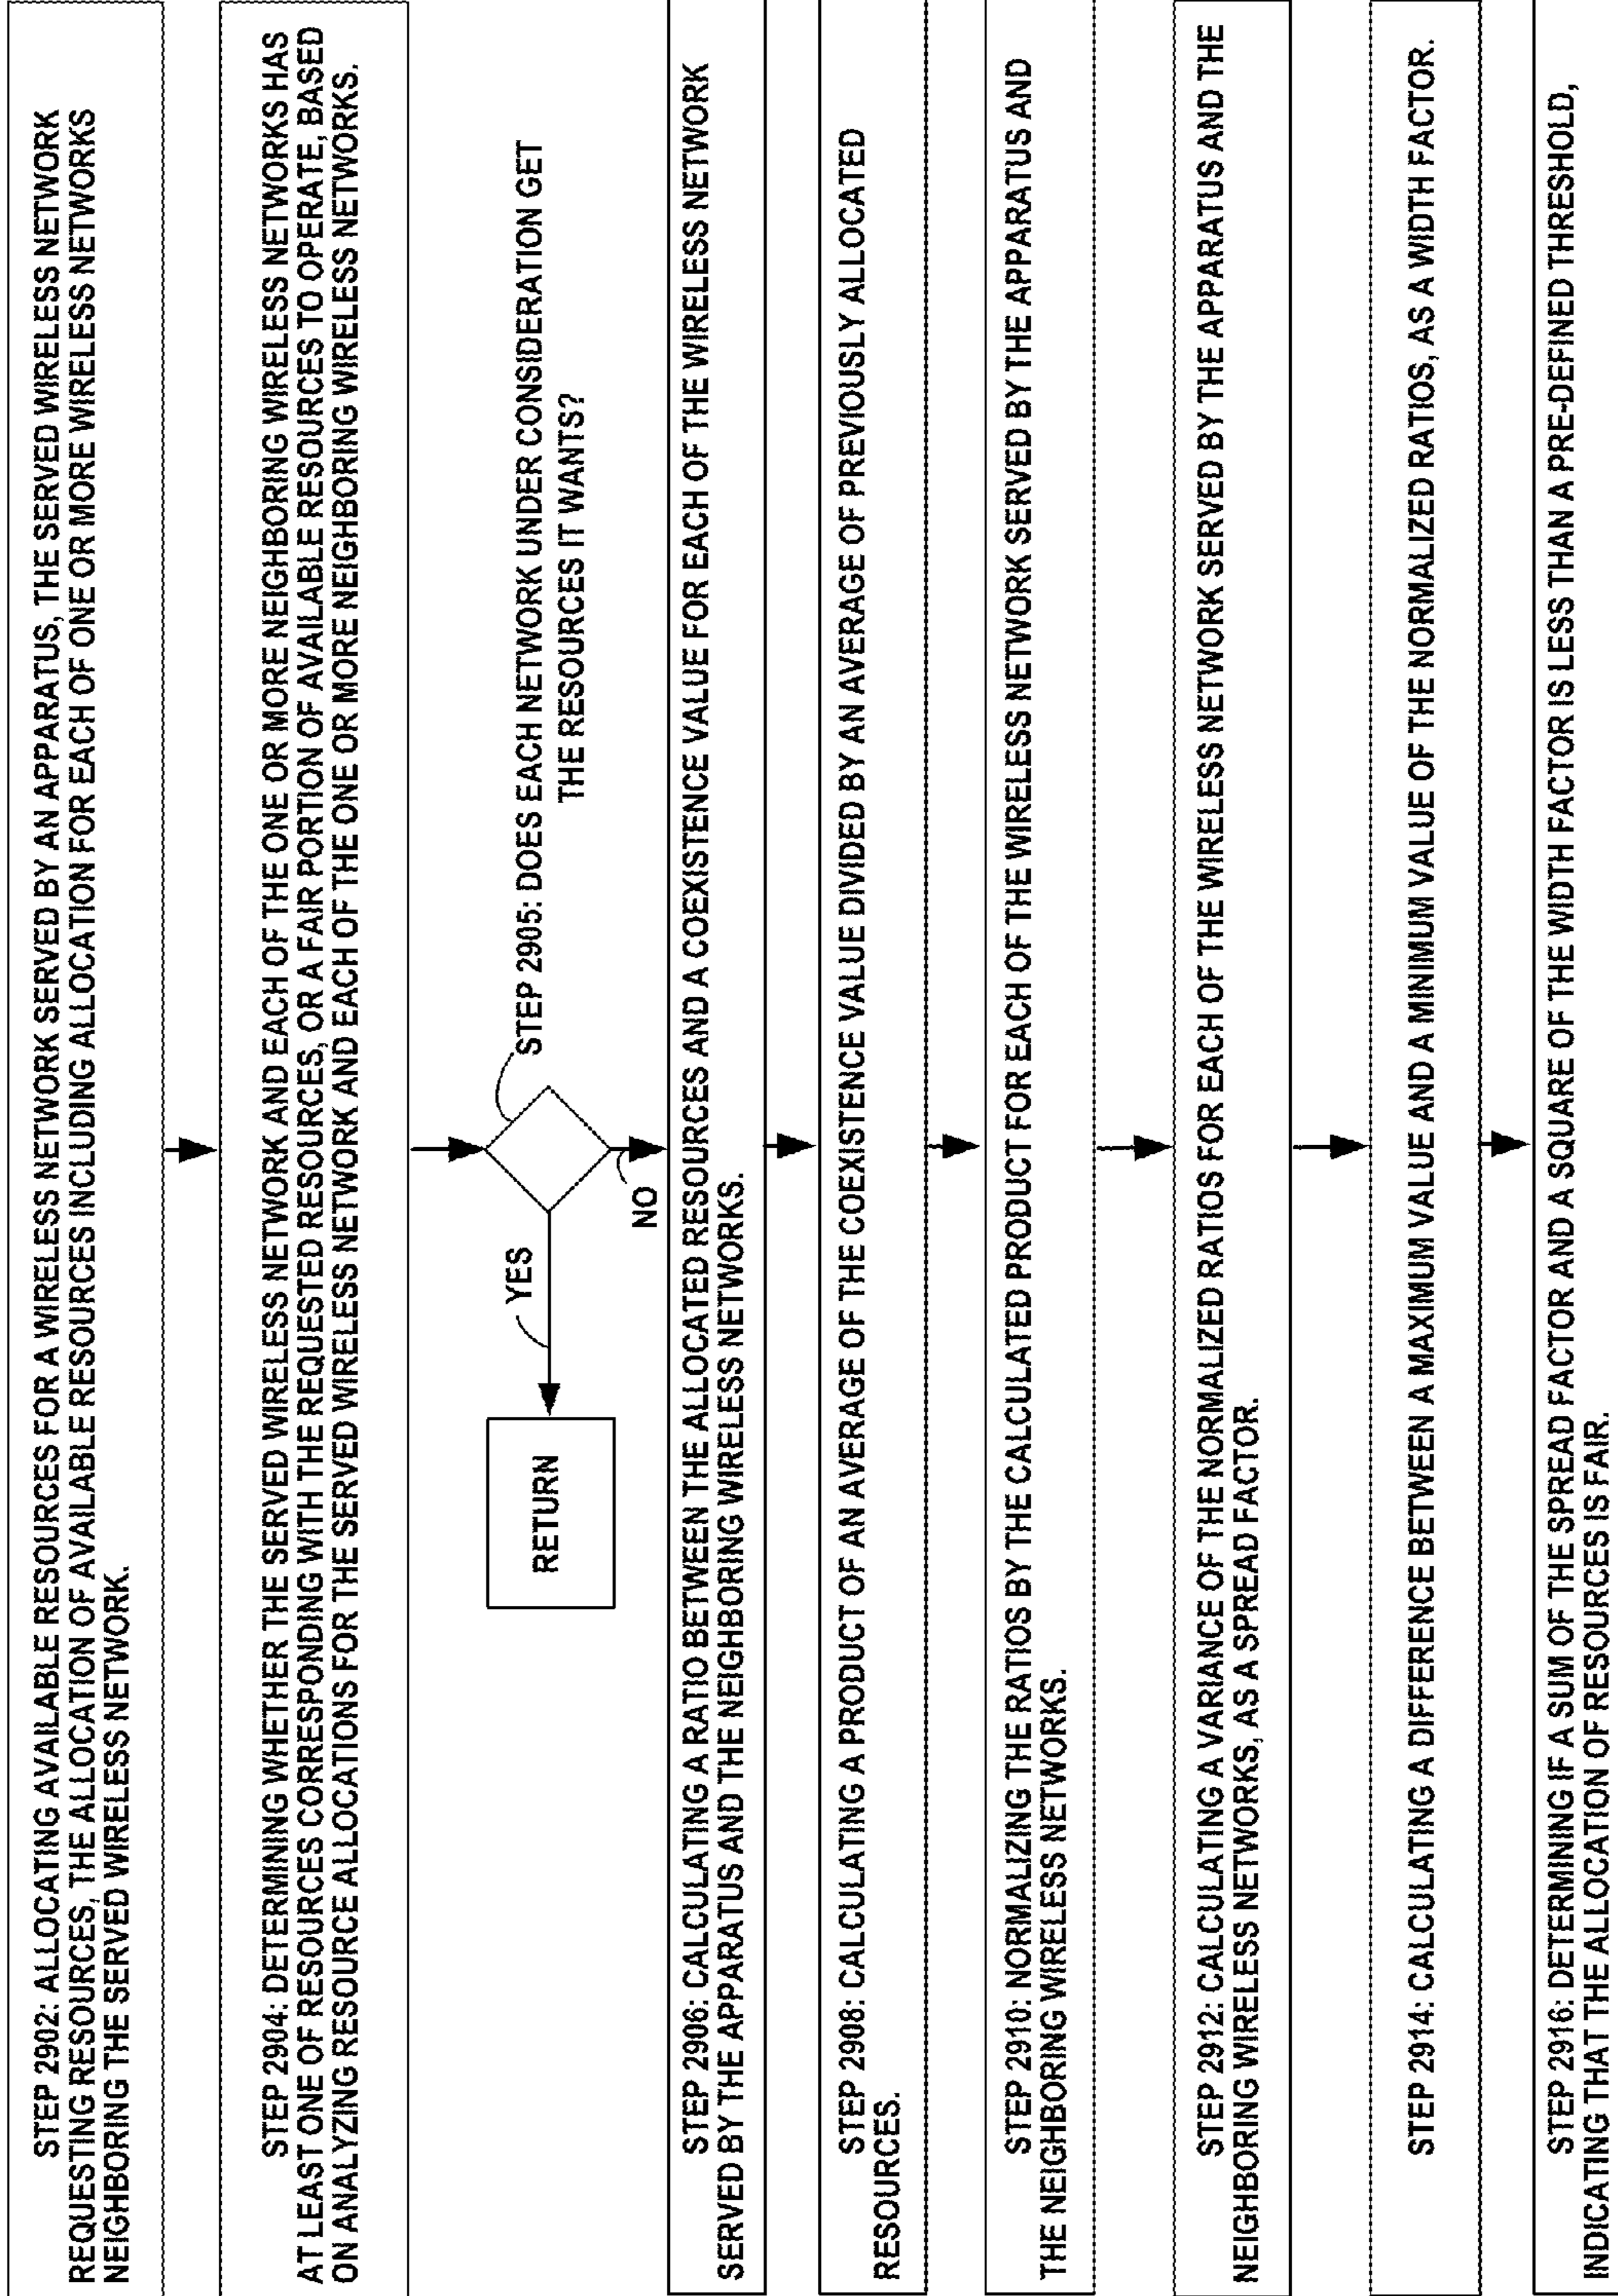 STEP 2902: ALLOCATING AVAILABLE RESOURCES FOR A WIRELESS NETWORK SERVED BY AN APPARATUS, THE SERVED WIRELESS NETWORK
REQUESTING RESOURCES, THE ALLOCATION OF AVAILABLE RESOURCES INCLUDING ALLOCATION FOR EACH OF ONE OR MORE WIRELESS NETWORKS
NEIGHBORING THE SERVED WIRELESS NETWORK.
STEP 2904: DETERMINING WHETHER THE SERVED WIRELESS NETWORK AND EACH OF THE ONE OR MORE NEIGHBORING WIRELESS NETWORKS HAS
AT LEAST ONE OF RESOURCES CORRESPONDING WITH THE REQUESTED RESOURCES, OR A FAIR PORTION OF AVAILABLE RESOURCES TO OPERATE, BASED
ON ANALYZING RESOURCE ALLOCATIONS FOR THE SERVED WIRELESS NETWORK AND EACH OF THE ONE OR MORE NEIGHBORING WIRELESS NETWORKS.
STEP 2905: DOES EACH NETWORK UNDER CONSIDERATION GET
THE RESOURCES IT WANTS?
YES
RETURN
NO
STEP 2906: CALCULATING A RATIO BETWEEN THE ALLOCATED RESOURCES AND A COEXISTENCE VALUE FOR EACH OF THE WIRELESS NETWORK
SERVED BY THE APPARATUS AND THE NEIGHBORING WIRELESS NETWORKS.
STEP 2908: CALCULATING A PRODUCT OF AN AVERAGE OF THE COEXISTENCE VALUE DIVIDED BY AN AVERAGE OF PREVIOUSLY ALLOCATED
RESOURCES.
STEP 2910: NORMALIZING THE RATIOS BY THE CALCULATED PRODUCT FOR EACH OF THE WIRELESS NETWORK SERVED BY THE APPARATUS AND
THE NEIGHBORING WIRELESS NETWORKS.
STEP 2912: CALCULATING A VARIANCE OF THE NORMALIZED RATIOS FOR EACH OF THE WIRELESS NETWORK SERVED BY THE APPARATUS AND THE
NEIGHBORING WIRELESS NETWORKS, AS A SPREAD FACTOR.
STEP 2914: CALCULATING A DIFFERENCE BETWEEN A MAXIMUM VALUE AND A MINIMUM VALUE OF THE NORMALIZED RATIOS, AS A WIDTH FACTOR.
STEP 2916: DETERMINING IF A SUM OF THE SPREAD FACTOR AND A SQUARE OF THE WIDTH FACTOR IS LESS THAN A PRE-DEFINED THRESHOLD,
INDICATING THAT THE ALLOCATION OF RESOURCES IS FAIR.